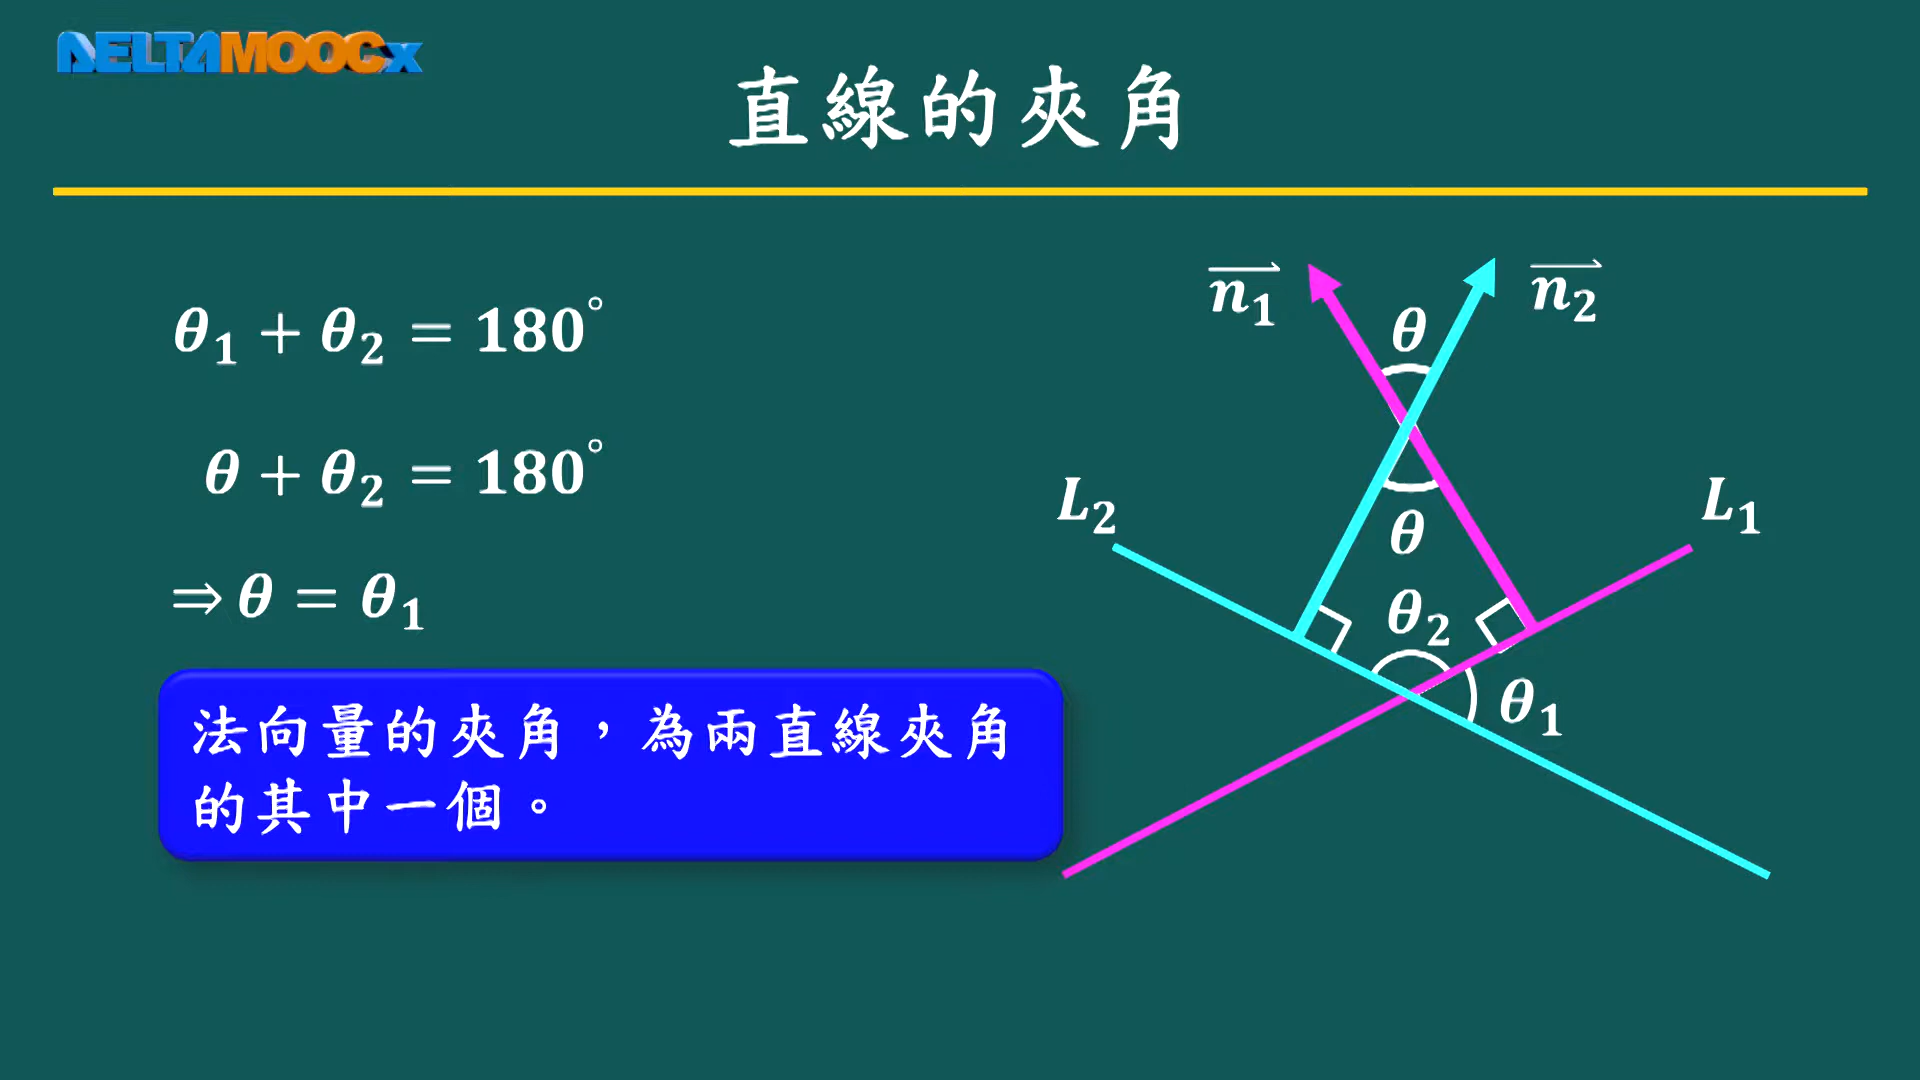 DELTAMOOCx
直線的夾角
θ₁ + θ₂ = 180°
θ + θ₂ = 180°
⇒ θ = θ₁
法向量的夾角，為兩直線夾角
的其中一個。
n₁⃗
n₂⃗
θ
L₂
L₁
θ
θ₂
θ₁